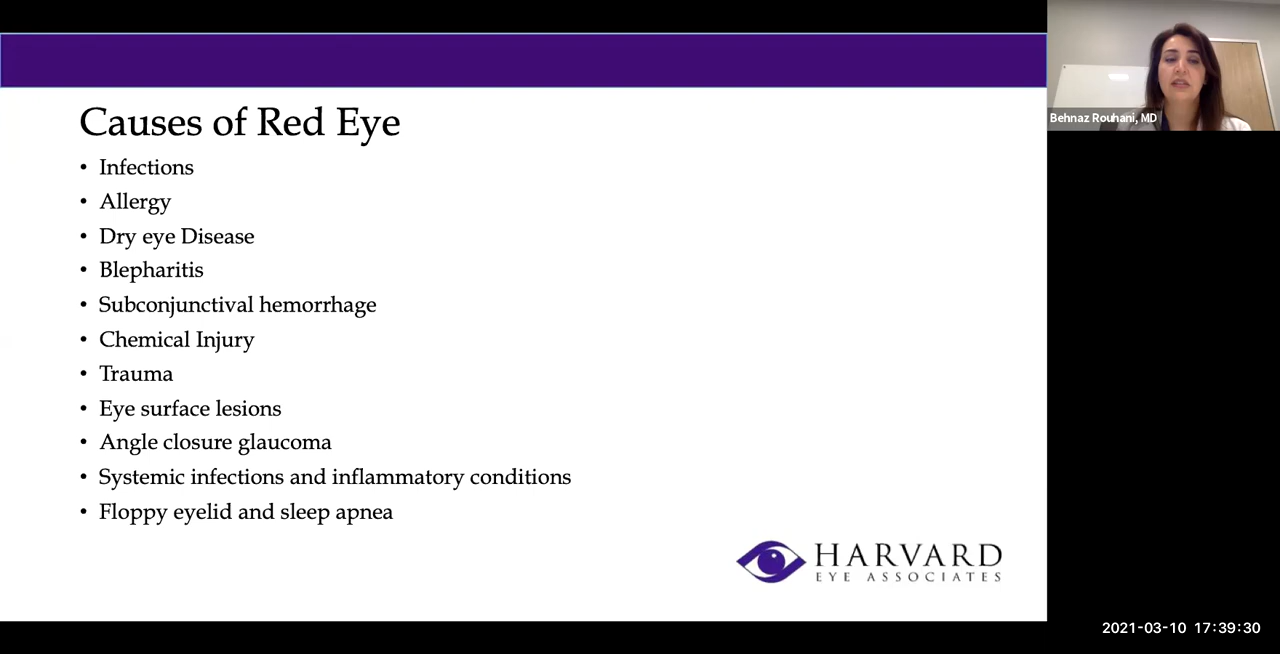 Causes of Red Eye
• Infections
• Allergy
• Dry eye Disease
• Blepharitis
• Subconjunctival hemorrhage
• Chemical Injury
• Trauma
• Eye surface lesions
• Angle closure glaucoma
• Systemic infections and inflammatory conditions
• Floppy eyelid and sleep apnea
HARVARD
EYE ASSOCIATES
Behnaz Rouhani, MD
2021-03-10 17:39:30